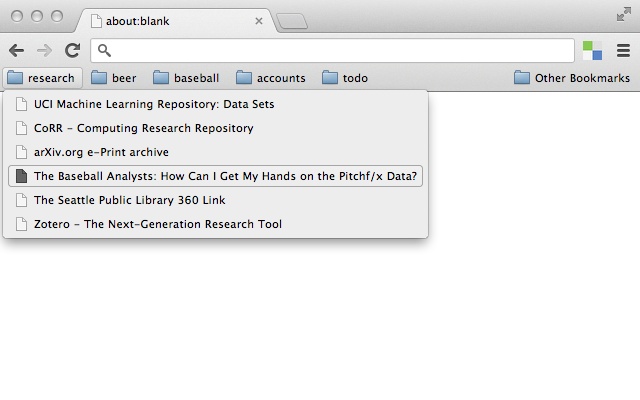 about:blank
research
beer
baseball
accounts
todo
Other Bookmarks
UCI Machine Learning Repository: Data Sets
CoRR – Computing Research Repository
arXiv.org e-Print archive
The Baseball Analysts: How Can I Get My Hands on the Pitchf/x Data?
The Seattle Public Library 360 Link
Zotero – The Next-Generation Research Tool